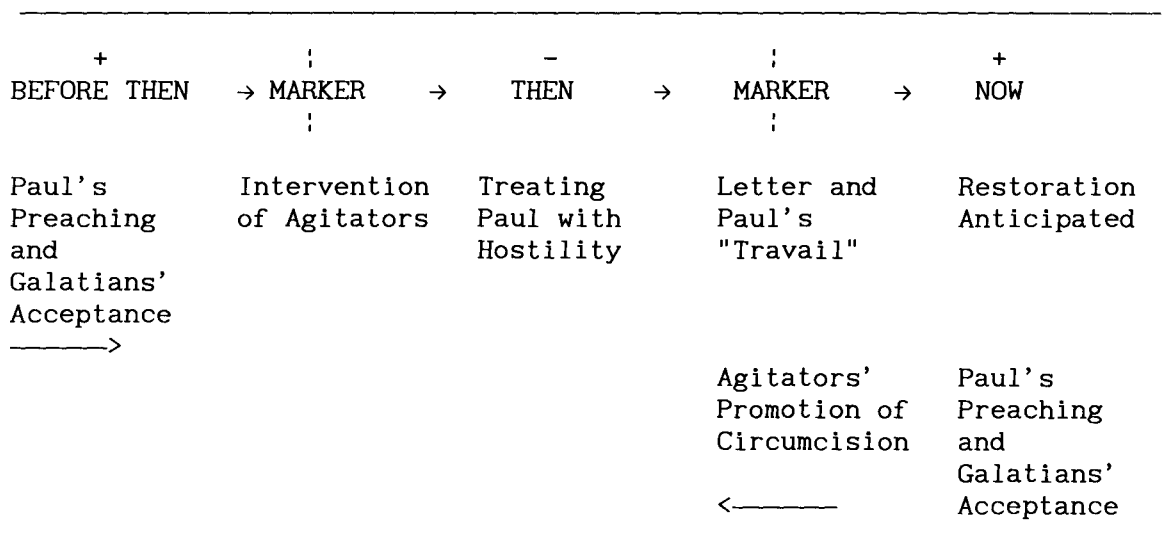 + ¦ − ¦ +
BEFORE THEN → MARKER → THEN → MARKER → NOW
¦ ¦
Paul's Intervention Treating Letter and Restoration
Preaching of Agitators Paul with Paul's Anticipated
and Hostility "Travail"
Galatians'
Acceptance
———>
Agitators' Paul's
Promotion of Preaching
Circumcision and
Galatians'
<——— Acceptance